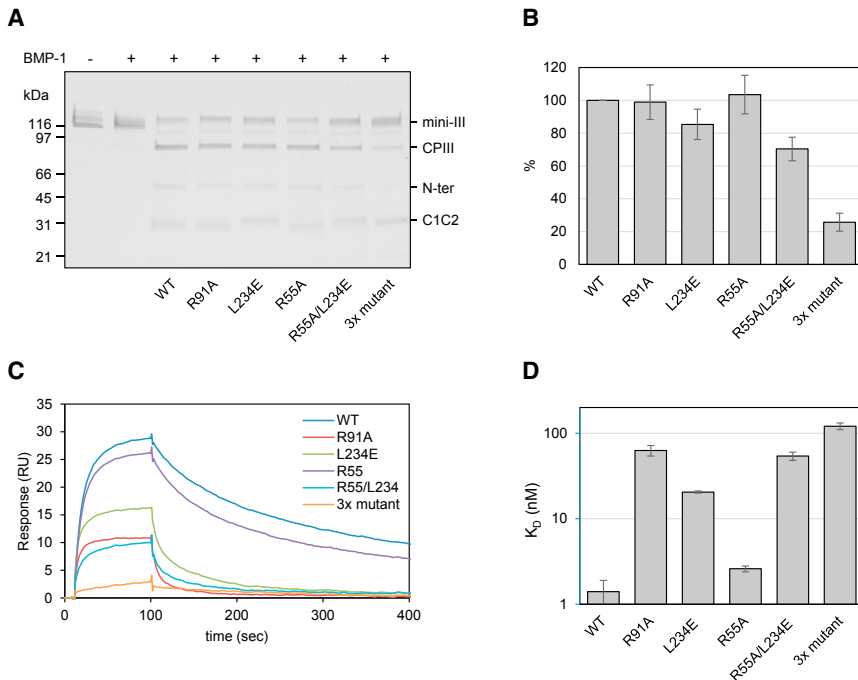 A
BMP-1 - + + + + + + +
kDa
116
97
66
45
31
21
mini-III
CPIII
N-ter
C1C2
WT
R91A
L234E
R55A
R55A/L234E
3x mutant
B
120
100
80
60
40
20
0
%
WT
R91A
L234E
R55A
R55A/L234E
3x mutant
C
35
30
25
20
15
10
5
0
Response (RU)
WT
R91A
L234E
R55
R55/L234
3x mutant
0 100 200 300 400
time (sec)
D
100
10
1
KD (nM)
WT
R91A
L234E
R55A
R55A/L234E
3x mutant